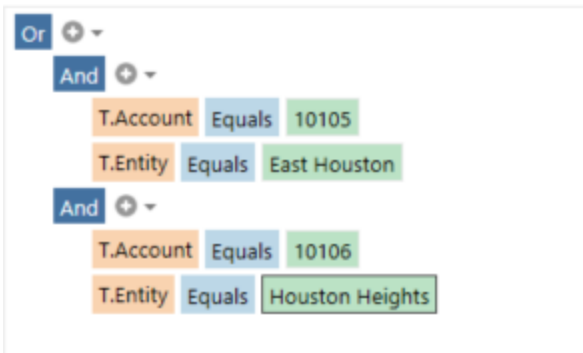 Or
And
T.Account Equals 10105
T.Entity Equals East Houston
And
T.Account Equals 10106
T.Entity Equals Houston Heights